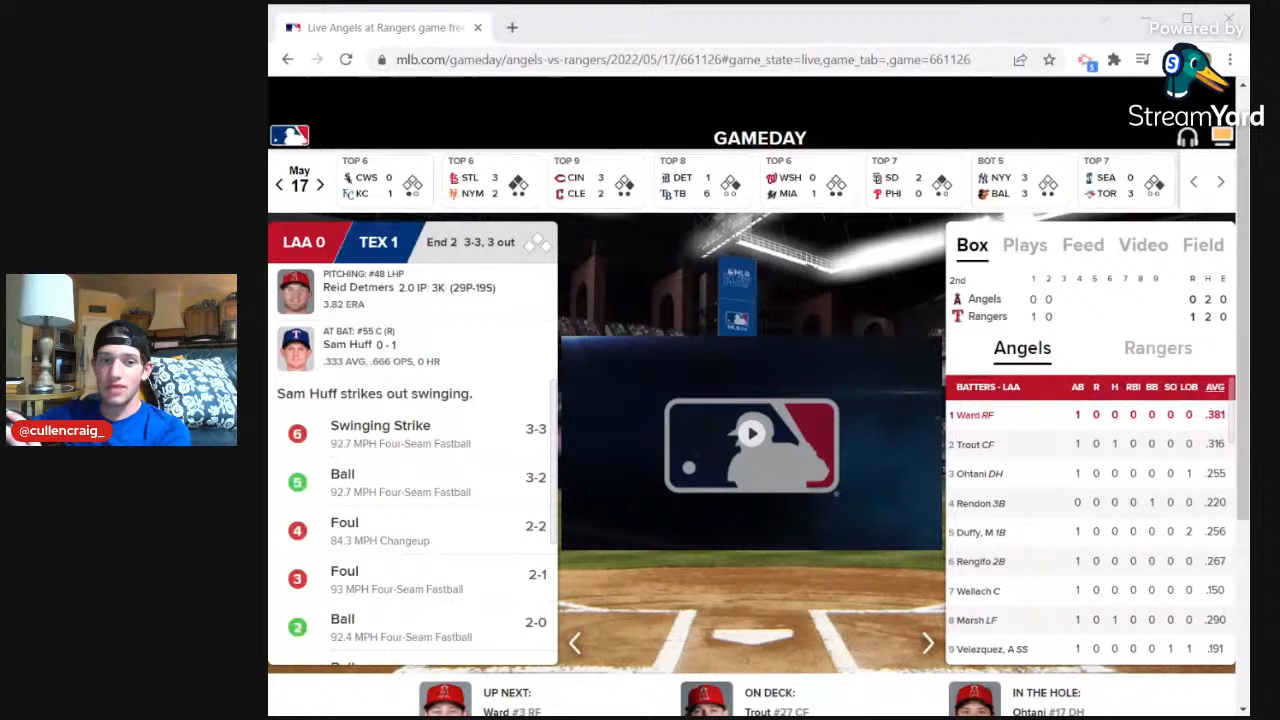 Live Angels at Rangers game fre
Powered by
StreamYard
mlb.com/gameday/angels-vs-rangers/2022/05/17/661126#game_state=live,game_tab=,game=661126
GAMEDAY
May
17
TOP 6
CWS 0
KC 1
TOP 6
STL 3
NYM 2
TOP 9
CIN 3
CLE 2
TOP 8
DET 1
TB 6
TOP 6
WSH 0
MIA 1
TOP 7
SD 2
PHI 0
BOT 5
NYY 3
BAL 3
TOP 7
SEA 0
TOR 3
LAA 0 TEX 1 End 2 3-3, 3 out
PITCHING: #48 LHP
Reid Detmers 2.0 IP 3K (29P-19S)
3.82 ERA
AT BAT: #55 C (R)
Sam Huff 0 - 1
.333 AVG, .666 OPS, 0 HR
Sam Huff strikes out swinging.
6 Swinging Strike 3-3
92.7 MPH Four-Seam Fastball
5 Ball 3-2
92.7 MPH Four-Seam Fastball
4 Foul 2-2
84.3 MPH Changeup
3 Foul 2-1
93 MPH Four-Seam Fastball
2 Ball 2-0
92.4 MPH Four-Seam Fastball
@cullencraig_
Box Plays Feed Video Field
2nd 1 2 3 4 5 6 7 8 9 R H E
Angels 0 0 0 2 0
Rangers 1 0 1 2 0
Angels Rangers
BATTERS - LAA AB R H RBI BB SO LOB AVG
1 Ward RF 1 0 0 0 0 0 0 .381
2 Trout CF 1 0 1 0 0 0 0 .316
3 Ohtani DH 1 0 0 0 0 0 1 .255
4 Rendon 3B 0 0 0 0 1 0 0 .220
5 Duffy, M 1B 1 0 0 0 0 0 2 .256
6 Rengifo 2B 1 0 0 0 0 0 0 .267
7 Wallach C 1 0 0 0 0 0 0 .150
8 Marsh LF 1 0 1 0 0 0 0 .290
9 Velazquez, A SS 1 0 0 0 0 1 1 .191
UP NEXT:
Ward #3 RF
ON DECK:
Trout #27 CF
IN THE HOLE:
Ohtani #17 DH